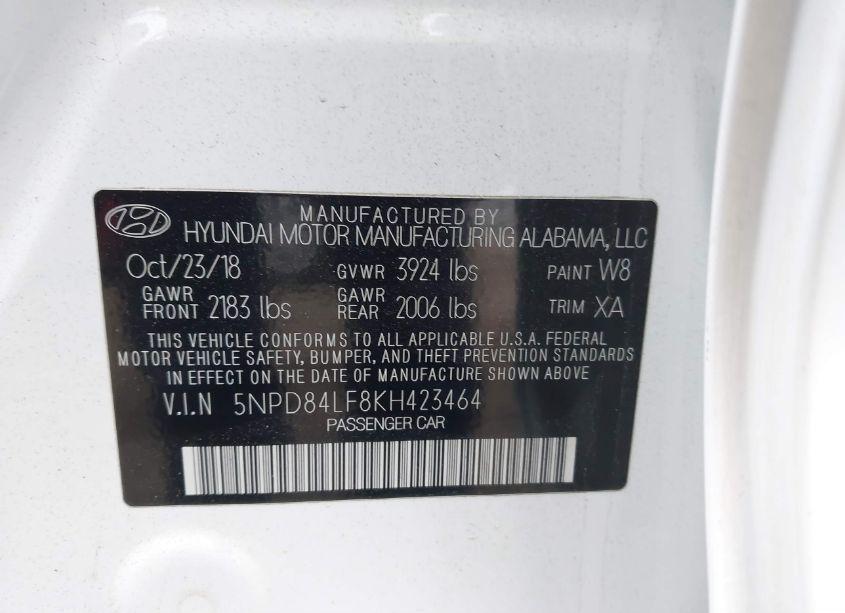 MANUFACTURED BY
HYUNDAI MOTOR MANUFACTURING ALABAMA, LLC
Oct/23/18 GVWR 3924 lbs PAINT W8
GAWR FRONT 2183 lbs GAWR REAR 2006 lbs TRIM XA
THIS VEHICLE CONFORMS TO ALL APPLICABLE U.S.A. FEDERAL
MOTOR VEHICLE SAFETY, BUMPER, AND THEFT PREVENTION STANDARDS
IN EFFECT ON THE DATE OF MANUFACTURE SHOWN ABOVE
V.I.N 5NPD84LF8KH423464
PASSENGER CAR